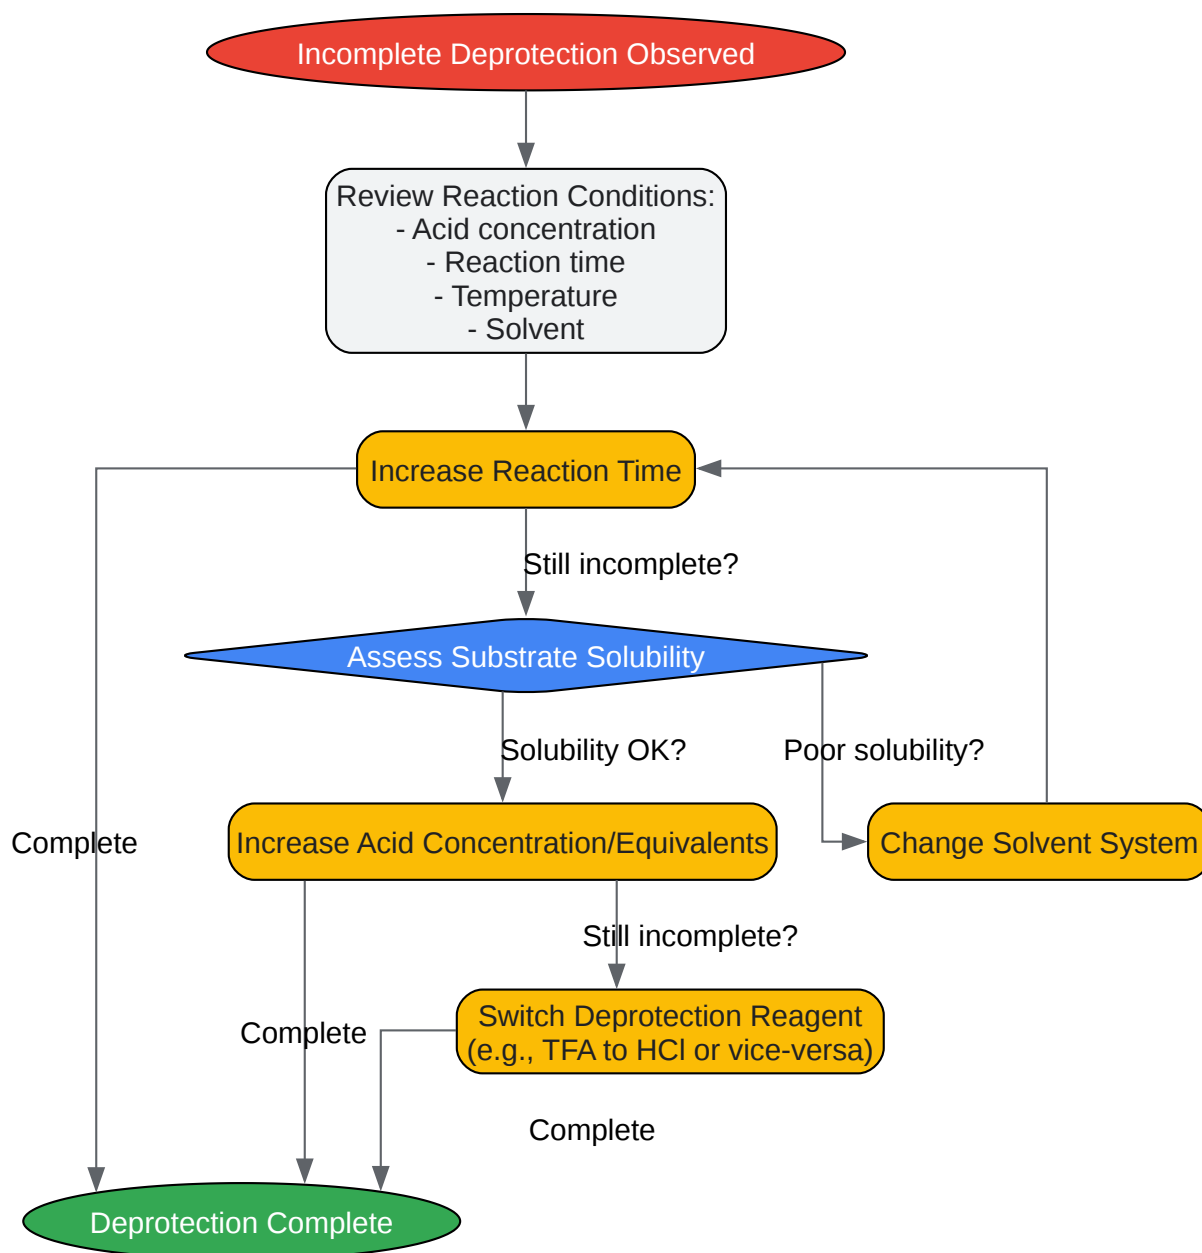 Incomplete Deprotection Observed
Review Reaction Conditions:
- Acid concentration
- Reaction time
- Temperature
- Solvent
Increase Reaction Time
Still incomplete?
Assess Substrate Solubility
Solubility OK?
Poor solubility?
Complete
Increase Acid Concentration/Equivalents
Change Solvent System
Still incomplete?
Switch Deprotection Reagent
(e.g., TFA to HCl or vice-versa)
Complete
Complete
Deprotection Complete